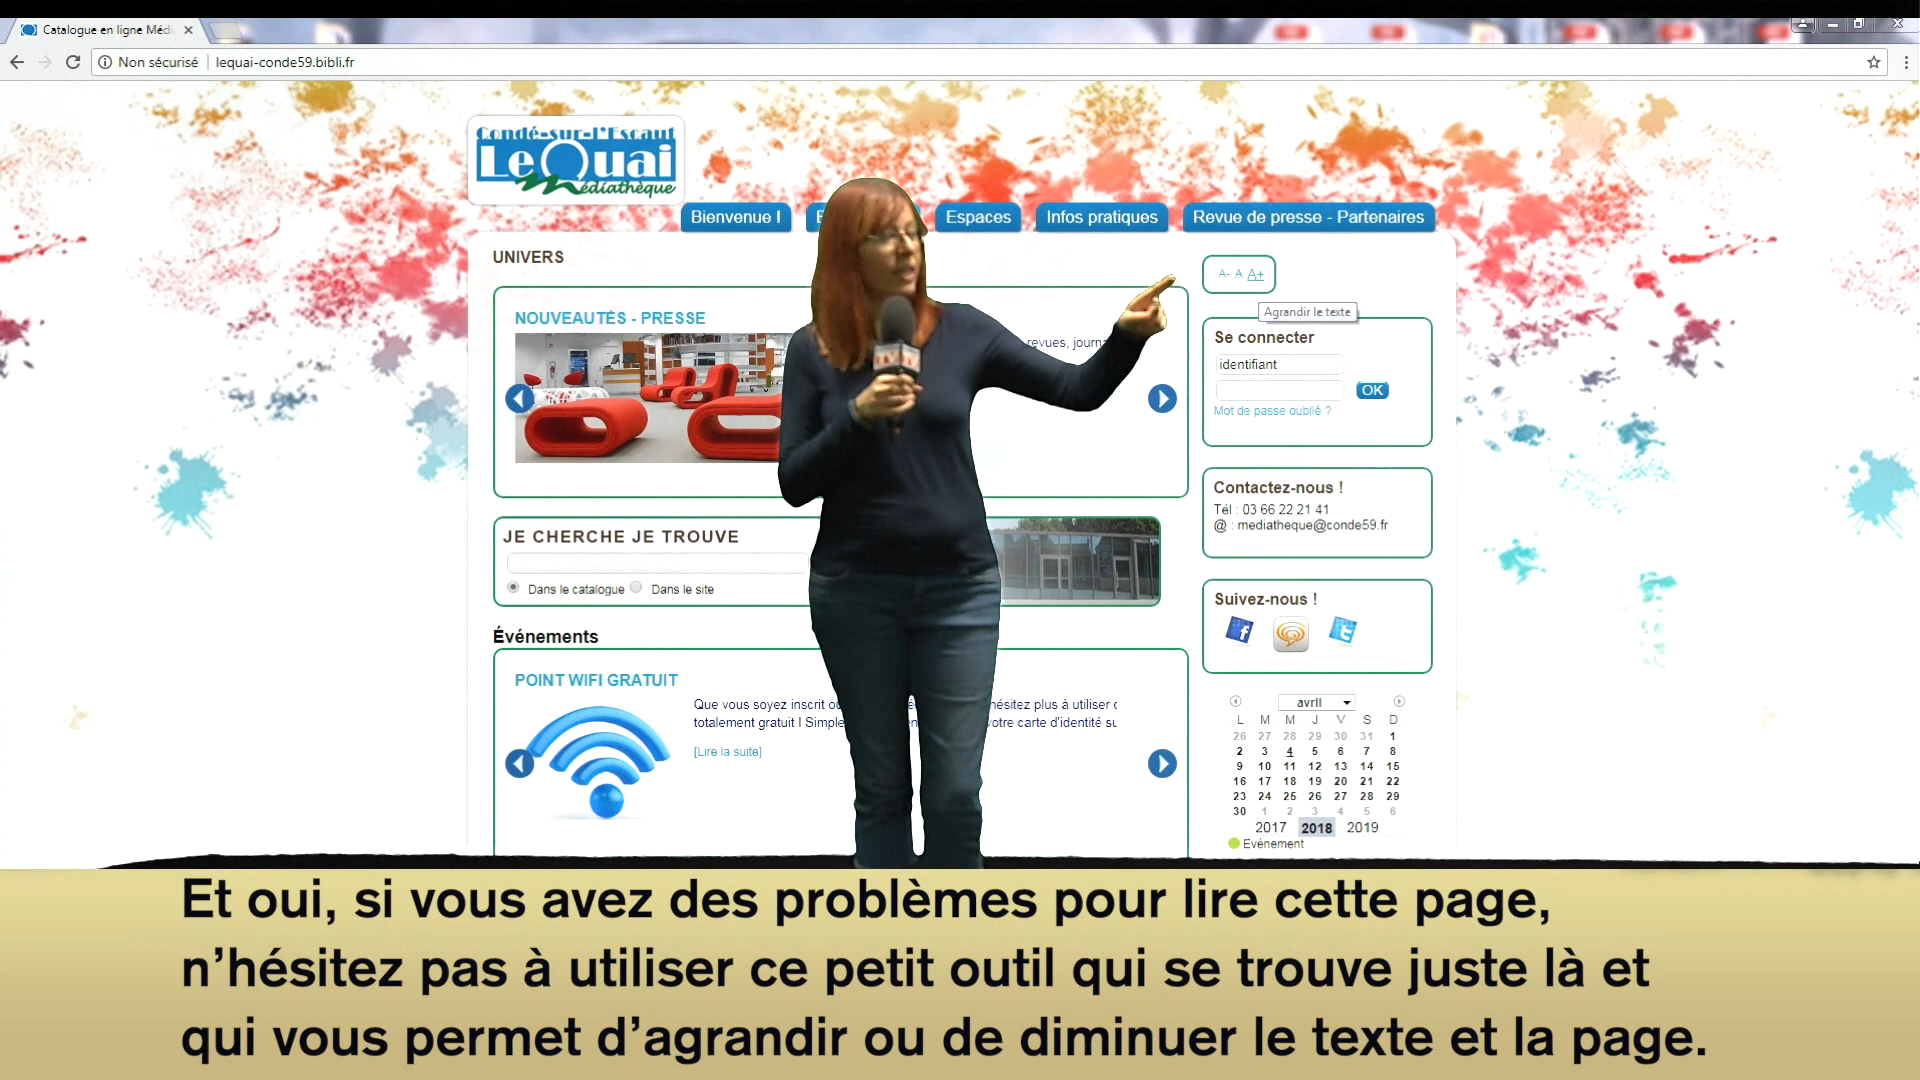 Catalogue en ligne Médi
Non sécurisé
lequai-conde59.bibli.fr
Condé-sur-l'Escaut
Le Quai
médiathèque
Bienvenue !
Espaces
Infos pratiques
Revue de presse - Partenaires
UNIVERS
A- A A+
Agrandir le texte
NOUVEAUTÉS - PRESSE
revues, journ
Se connecter
identifiant
OK
Mot de passe oublié ?
Contactez-nous !
Tél : 03 66 22 21 41
@ : mediatheque@conde59.fr
JE CHERCHE JE TROUVE
Dans le catalogue
Dans le site
Suivez-nous !
Événements
POINT WIFI GRATUIT
Que vous soyez inscrit hésitez plus à utiliser
totalement gratuit ! Simple votre carte d'identité su
[Lire la suite]
avril
L M M J V S D
26 27 28 29 30 31 1
2 3 4 5 6 7 8
9 10 11 12 13 14 15
16 17 18 19 20 21 22
23 24 25 26 27 28 29
30 1 2 3 4 5 6
2017 2018 2019
Evénement
Et oui, si vous avez des problèmes pour lire cette page,
n'hésitez pas à utiliser ce petit outil qui se trouve juste là et
qui vous permet d'agrandir ou de diminuer le texte et la page.